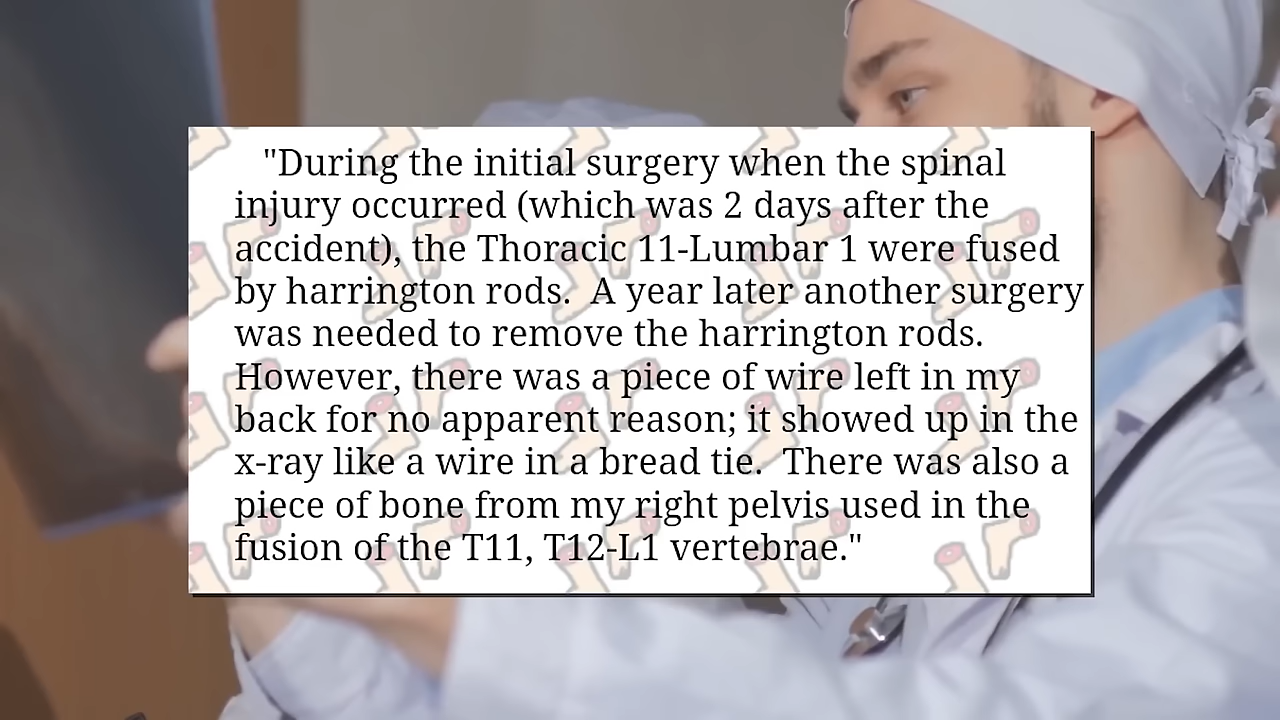 "During the initial surgery when the spinal
injury occurred (which was 2 days after the
accident), the Thoracic 11-Lumbar 1 were fused
by harrington rods.  A year later another surgery
was needed to remove the harrington rods.
However, there was a piece of wire left in my
back for no apparent reason; it showed up in the
x-ray like a wire in a bread tie.  There was also a
piece of bone from my right pelvis used in the
fusion of the T11, T12-L1 vertebrae."